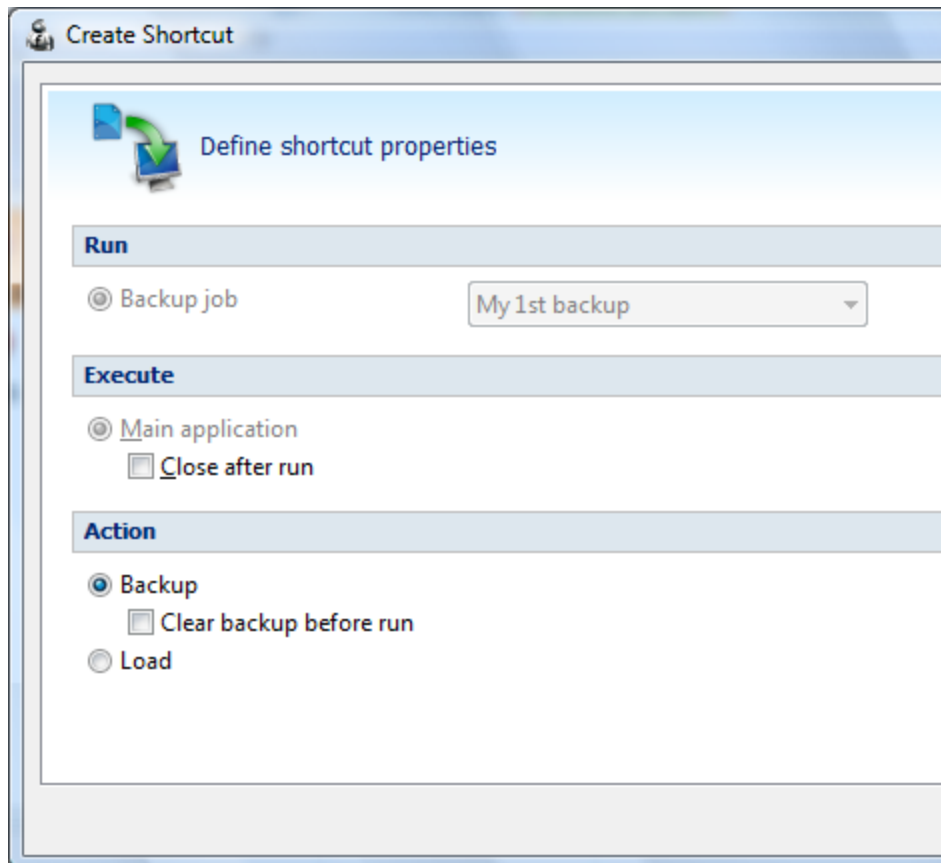 Create Shortcut
Define shortcut properties
Run
Backup job My 1st backup
Execute
Main application
Close after run
Action
Backup
Clear backup before run
Load